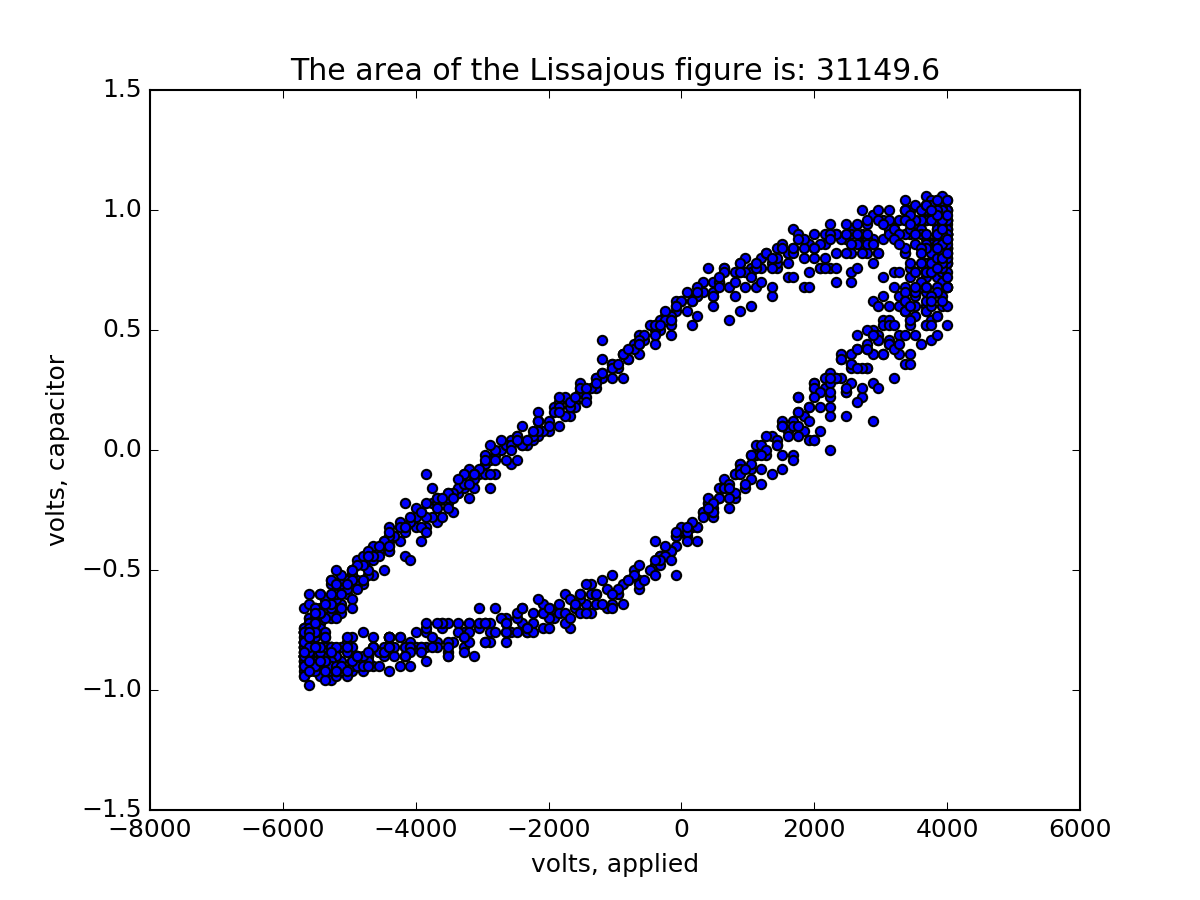 The area of the Lissajous figure is: 31149.6
1.5
1.0
0.5
0.0
−0.5
−1.0
−1.5
volts, capacitor
−8000 −6000 −4000 −2000 0 2000 4000 6000
volts, applied